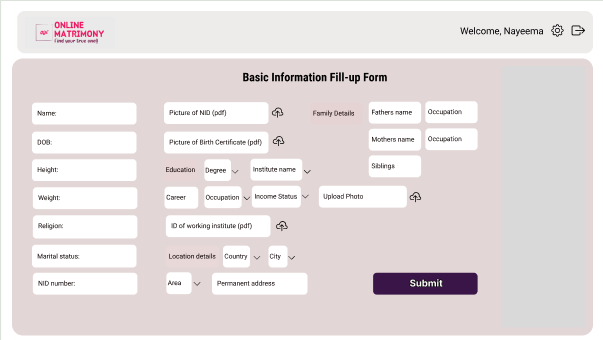 ONLINE
MATRIMONY
Find your true one!
Welcome, Nayeema
Basic Information Fill-up Form
Name:
DOB:
Height:
Weight:
Religion:
Marital status:
NID number:
Picture of NID (pdf)
Picture of Birth Certificate (pdf)
Education Degree Institute name
Career Occupation Income Status Upload Photo
ID of working institute (pdf)
Location details Country City
Area Permanent address
Family Details
Fathers name Occupation
Mothers name Occupation
Siblings
Submit